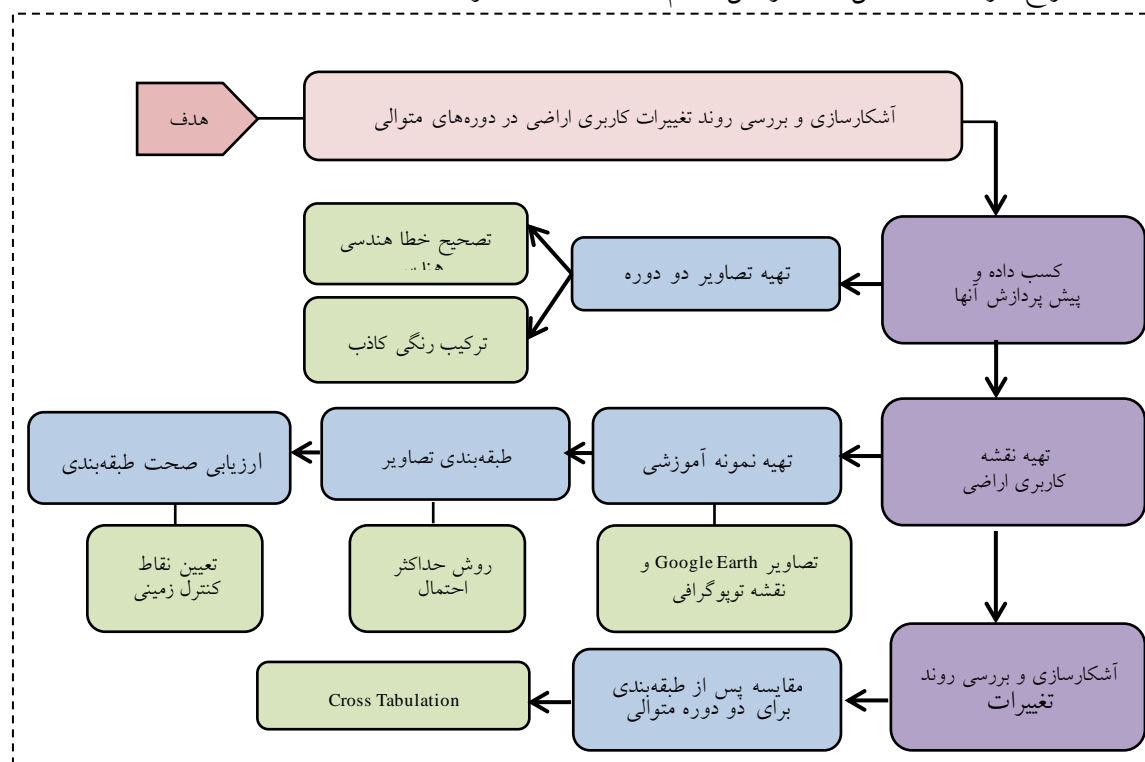 هدف
آشکارسازی و بررسی روند تغییرات کاربری اراضی در دوره‌های متوالی
کسب داده و
پیش پردازش آنها
تهیه تصاویر دو دوره
تصحیح خطا هندسی
ترکیب رنگی کاذب
تهیه نقشه
کاربری اراضی
تهیه نمونه آموزشی
طبقه‌بندی تصاویر
ارزیابی صحت طبقه‌بندی
تصاویر Google Earth و
نقشه توپوگرافی
روش حداکثر
احتمال
تعیین نقاط
کنترل زمینی
آشکارسازی و بررسی روند
تغییرات
مقایسه پس از طبقه‌بندی
برای دو دوره متوالی
Cross Tabulation